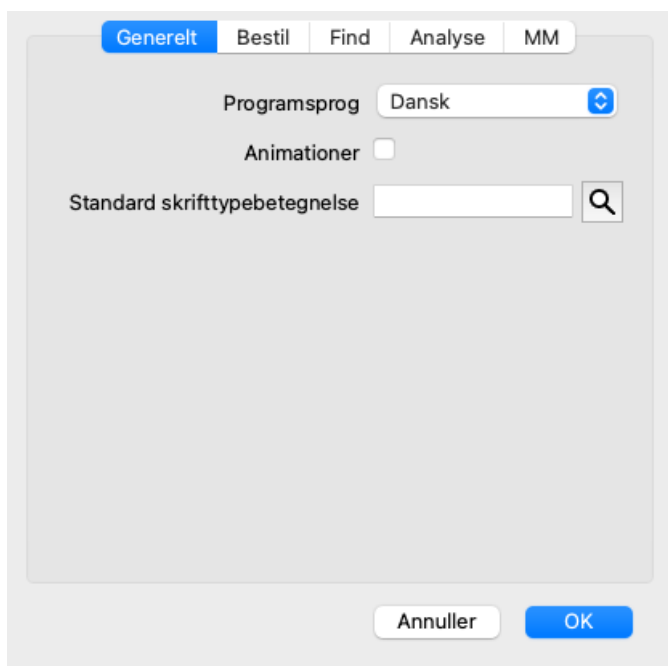 Generelt Bestil Find Analyse MM
Programsprog Dansk
Animationer
Standard skrifttypebetegnelse
Annuller OK